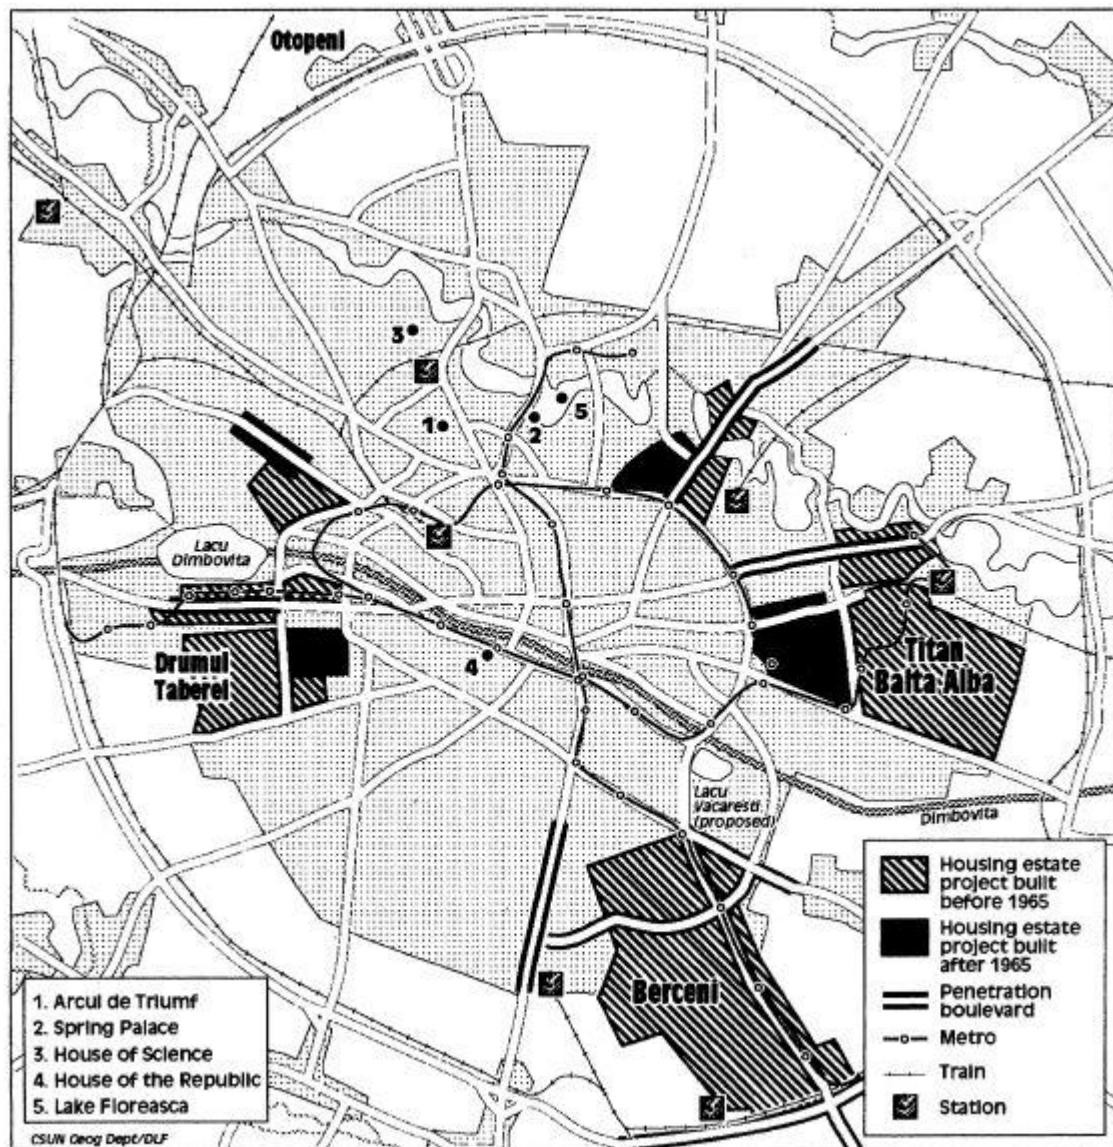 Otopeni
3
1
2
5
Lacu
Dimbovita
Drumul
Taberei
4
Titan
Balta Alba
Lacu
Vacaresti
(proposed)
Dimbovita
Berceni
Housing estate
project built
before 1965
Housing estate
project built
after 1965
Penetration
boulevard
Metro
Train
Station
1. Arcul de Triumf
2. Spring Palace
3. House of Science
4. House of the Republic
5. Lake Floreasca
CSUN Geog Dept/DLF